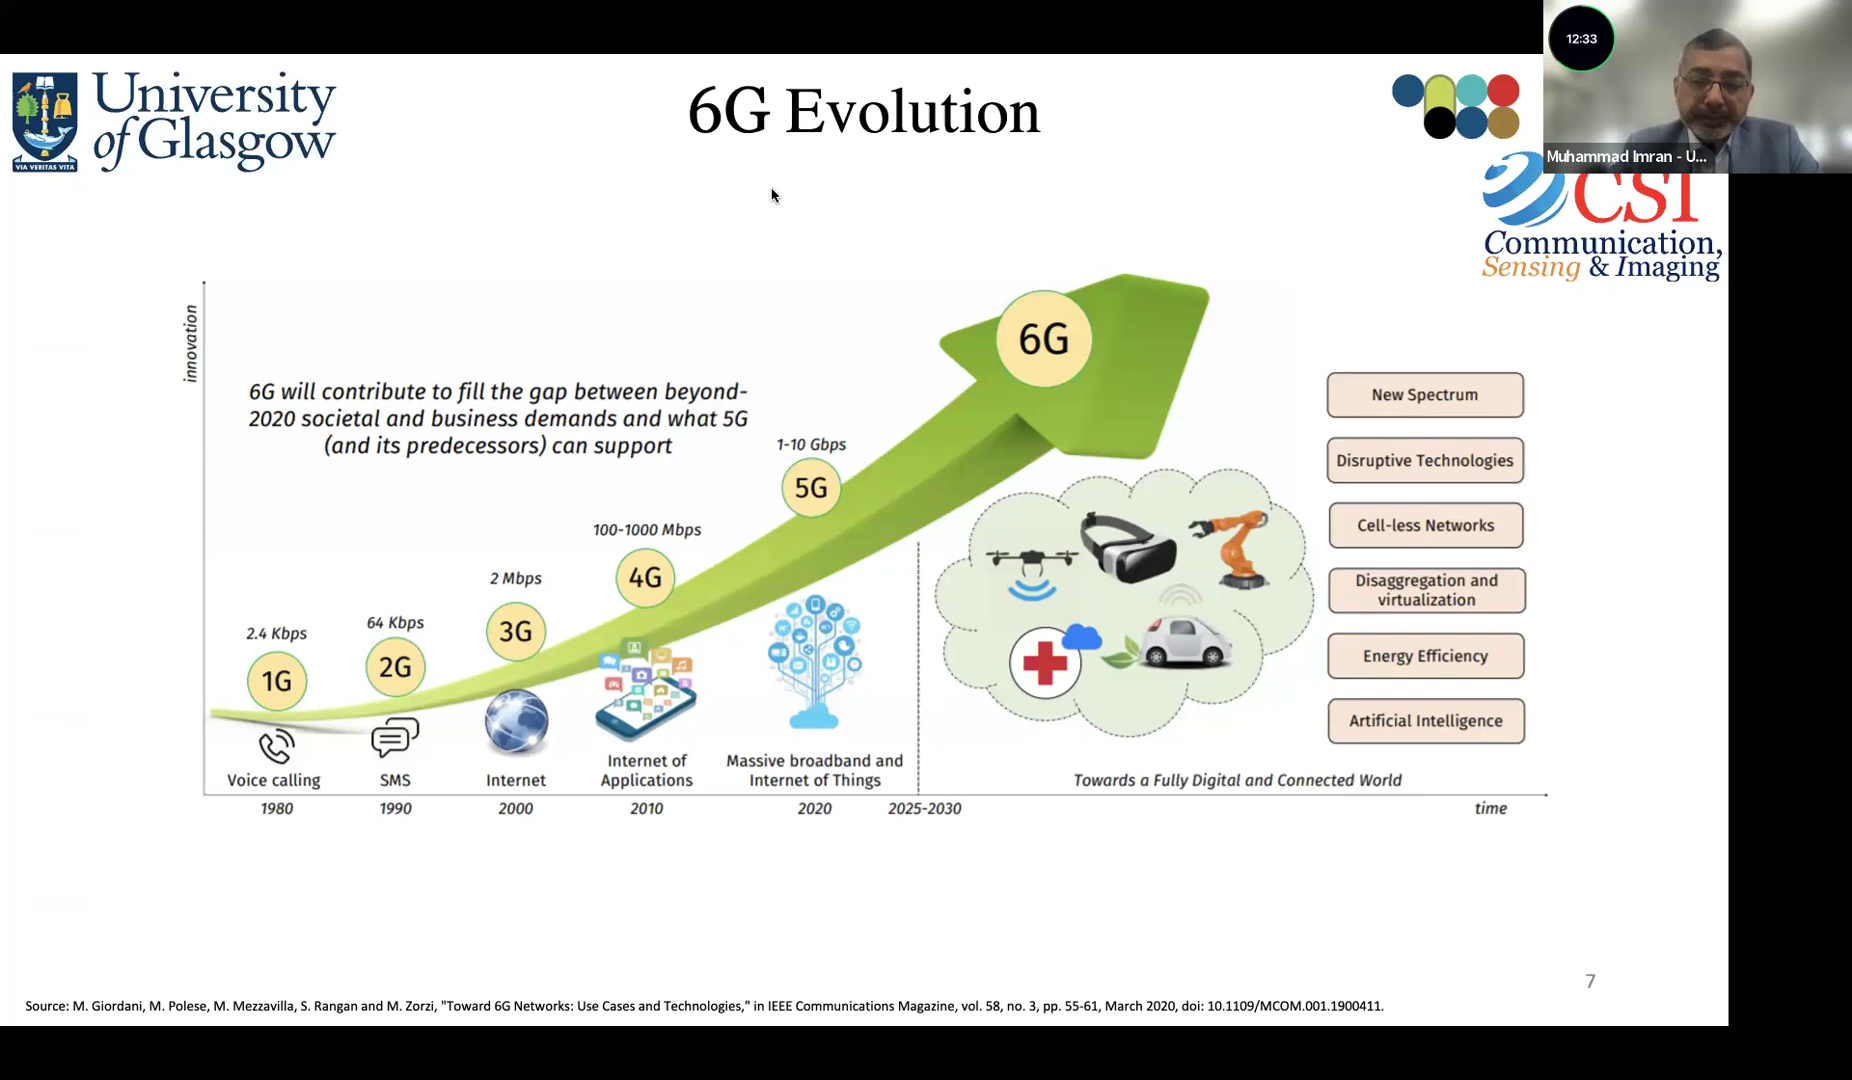 12:33
Muhammad Imran - U...
University
of Glasgow
VIA VERITAS VITA
6G Evolution
CSI
Communication,
Sensing & Imaging
innovation
6G will contribute to fill the gap between beyond-
2020 societal and business demands and what 5G
(and its predecessors) can support
2.4 Kbps
1G
64 Kbps
2G
2 Mbps
3G
100-1000 Mbps
4G
1-10 Gbps
5G
6G
New Spectrum
Disruptive Technologies
Cell-less Networks
Disaggregation and
virtualization
Energy Efficiency
Artificial Intelligence
Voice calling
SMS
Internet
Internet of
Applications
Massive broadband and
Internet of Things
Towards a Fully Digital and Connected World
1980
1990
2000
2010
2020
2025-2030
time
7
Source: M. Giordani, M. Polese, M. Mezzavilla, S. Rangan and M. Zorzi, "Toward 6G Networks: Use Cases and Technologies," in IEEE Communications Magazine, vol. 58, no. 3, pp. 55-61, March 2020, doi: 10.1109/MCOM.001.1900411.